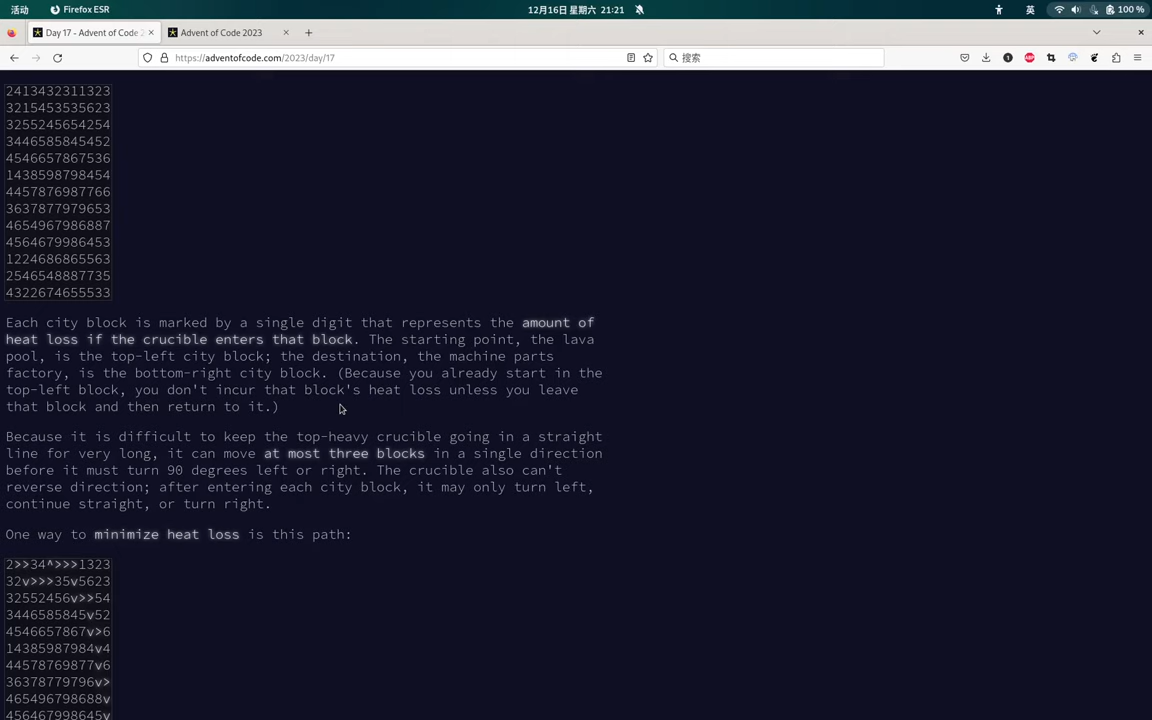 活动 Firefox ESR 12月16日 星期六 21:21 英 100 %
Day 17 - Advent of Code 2 Advent of Code 2023
https://adventofcode.com/2023/day/17 搜索
2413432311323
3215453535623
3255245654254
3446585845452
4546657867536
1438598798454
4457876987766
3637877979653
4654967986887
4564679986453
1224686865563
2546548887735
4322674655533
Each city block is marked by a single digit that represents the amount of
heat loss if the crucible enters that block. The starting point, the lava
pool, is the top-left city block; the destination, the machine parts
factory, is the bottom-right city block. (Because you already start in the
top-left block, you don't incur that block's heat loss unless you leave
that block and then return to it.)
Because it is difficult to keep the top-heavy crucible going in a straight
line for very long, it can move at most three blocks in a single direction
before it must turn 90 degrees left or right. The crucible also can't
reverse direction; after entering each city block, it may only turn left,
continue straight, or turn right.
One way to minimize heat loss is this path:
2>>34^>>>1323
32v>>>35v5623
32552456v>>54
3446585845v52
4546657867v>6
14385987984v4
44578769877v6
36378779796v>
465496798688v
456467998645v